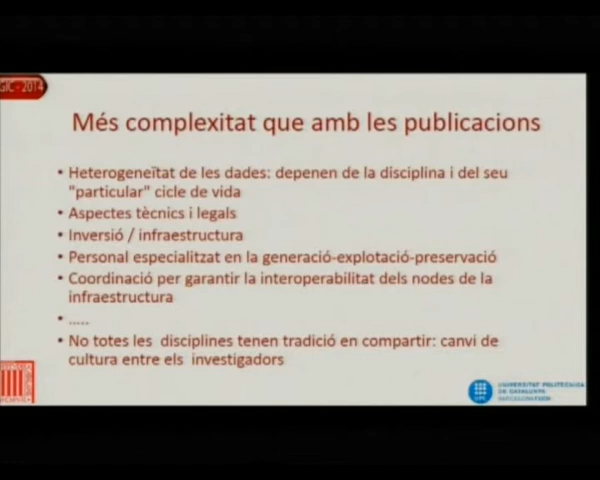 GIC - 2014
Més complexitat que amb les publicacions
• Heterogeneïtat de les dades: depenen de la disciplina i del seu
"particular" cicle de vida
• Aspectes tècnics i legals
• Inversió / infraestructura
• Personal especialitzat en la generació-explotació-preservació
• Coordinació per garantir la interoperabilitat dels nodes de la
infraestructura
• .....
• No totes les disciplines tenen tradició en compartir: canvi de
cultura entre els investigadors
UNIVERSITAT POLITÈCNICA
DE CATALUNYA
BARCELONATECH
UPC